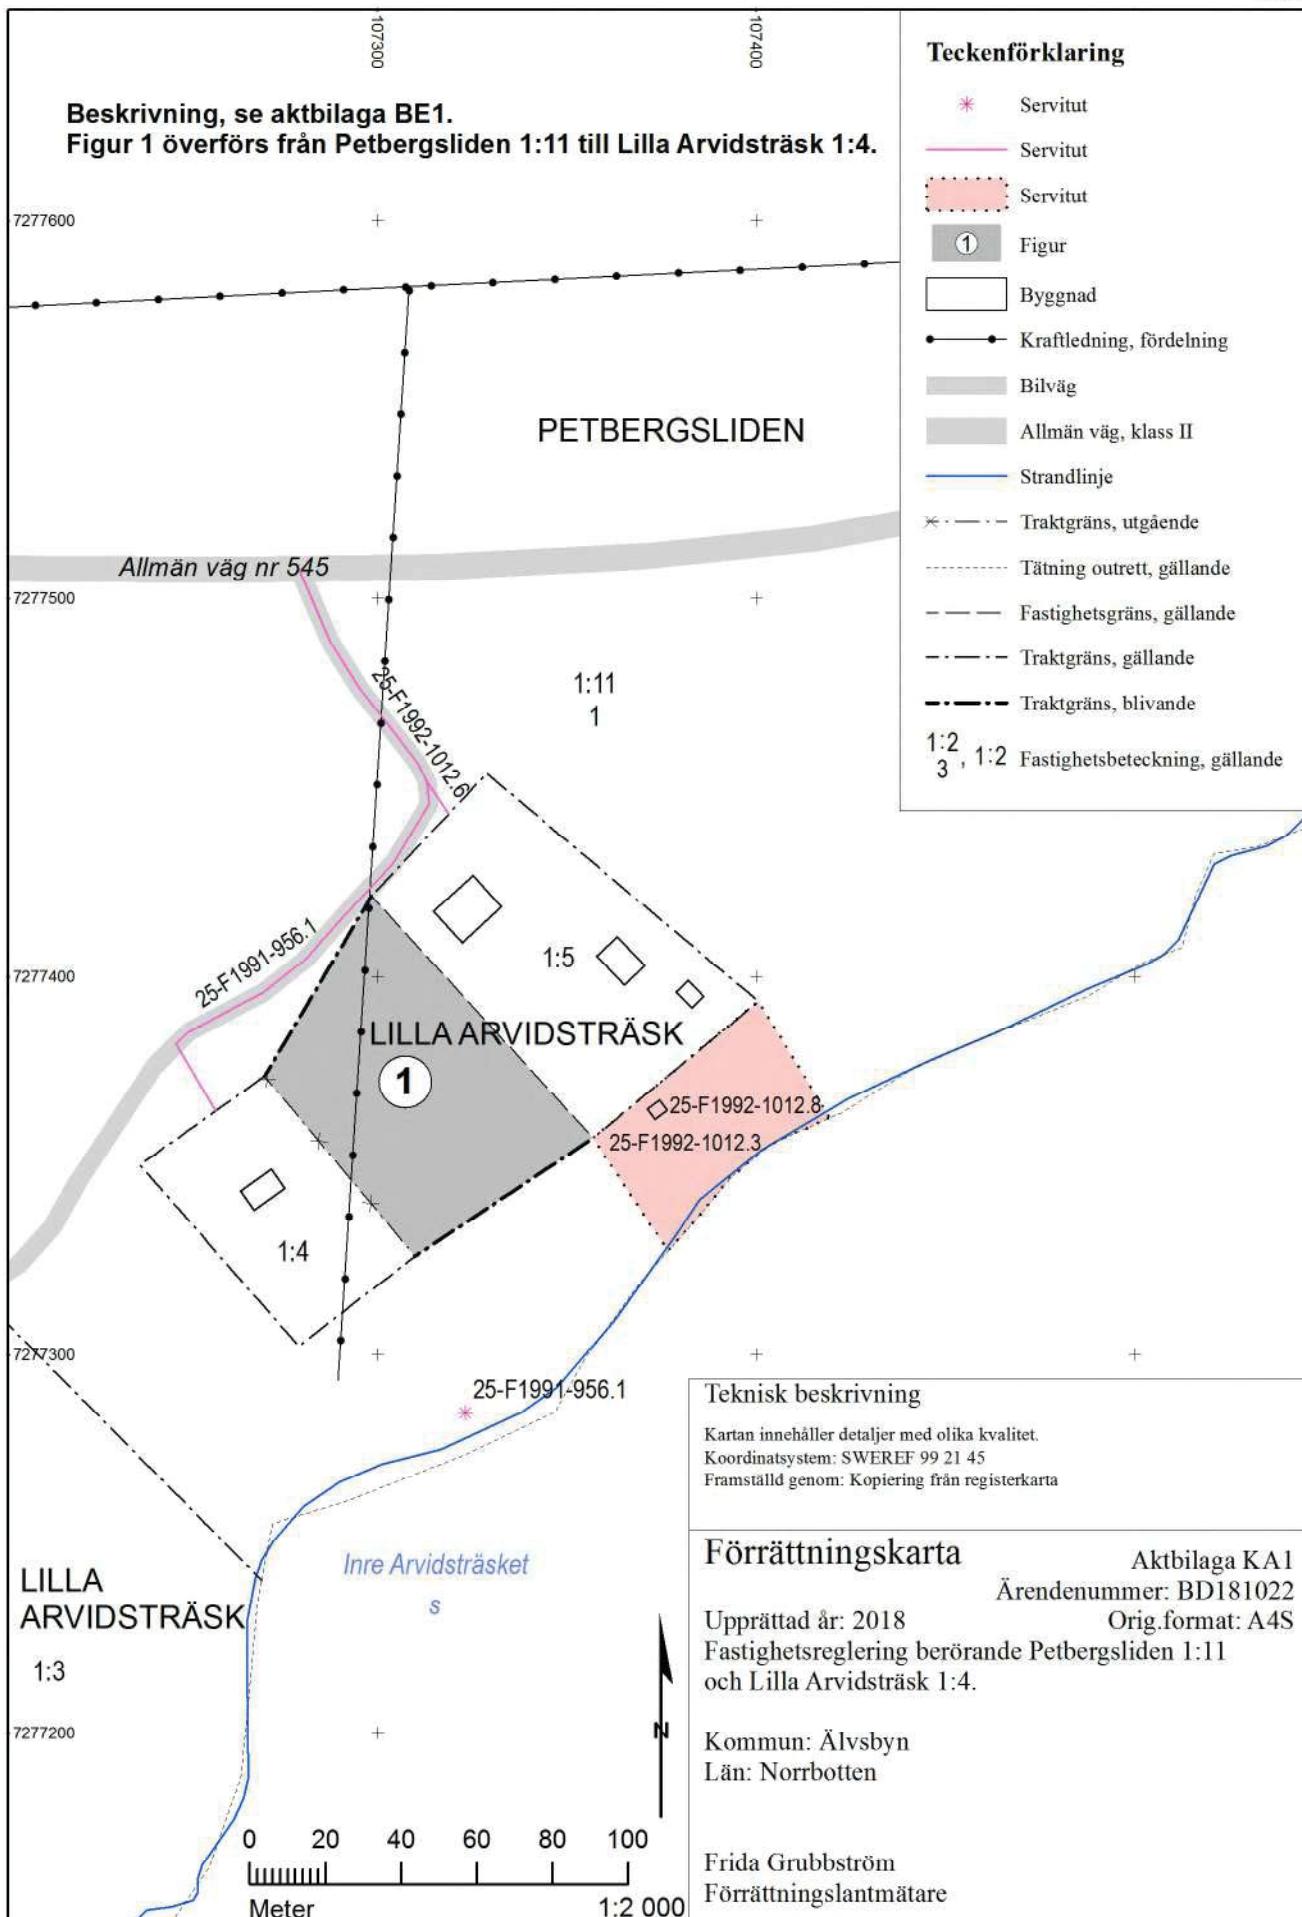 107300
107400
Beskrivning, se aktbilaga BE1.
Figur 1 överförs från Petbergsliden 1:11 till Lilla Arvidsträsk 1:4.
Teckenförklaring
Servitut
Servitut
Servitut
1 Figur
Byggnad
Kraftledning, fördelning
Bilväg
Allmän väg, klass II
Strandlinje
Traktgräns, utgående
Tätning outrett, gällande
Fastighetsgräns, gällande
Traktgräns, gällande
Traktgräns, blivande
1:2
3 , 1:2 Fastighetsbeteckning, gällande
7277600
PETBERGSLIDEN
Allmän väg nr 545
7277500
25-F1992-1012.6
1:11
1
25-F1991-956.1
1:5
7277400
LILLA ARVIDSTRÄSK
1
25-F1992-1012.8
25-F1992-1012.3
1:4
7277300
25-F1991-956.1
Inre Arvidsträsket
s
LILLA
ARVIDSTRÄSK
1:3
7277200
N
0 20 40 60 80 100
Meter 1:2 000
Teknisk beskrivning
Kartan innehåller detaljer med olika kvalitet.
Koordinatsystem: SWEREF 99 21 45
Framställd genom: Kopiering från registerkarta
Förrättningskarta
Aktbilaga KA1
Ärendenummer: BD181022
Upprättad år: 2018 Orig.format: A4S
Fastighetsreglering berörande Petbergsliden 1:11
och Lilla Arvidsträsk 1:4.
Kommun: Älvsbyn
Län: Norrbotten
Frida Grubbström
Förrättningslantmätare